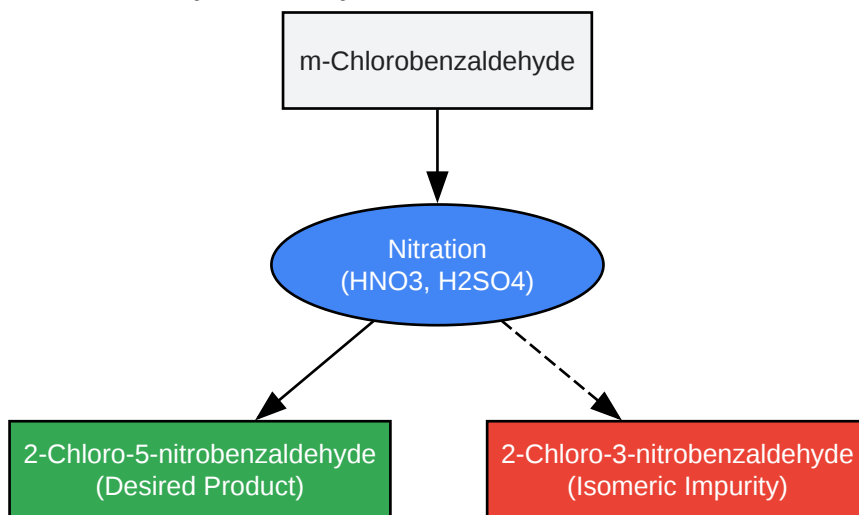 m-Chlorobenzaldehyde
Nitration
(HNO3, H2SO4)
2-Chloro-5-nitrobenzaldehyde
(Desired Product)
2-Chloro-3-nitrobenzaldehyde
(Isomeric Impurity)